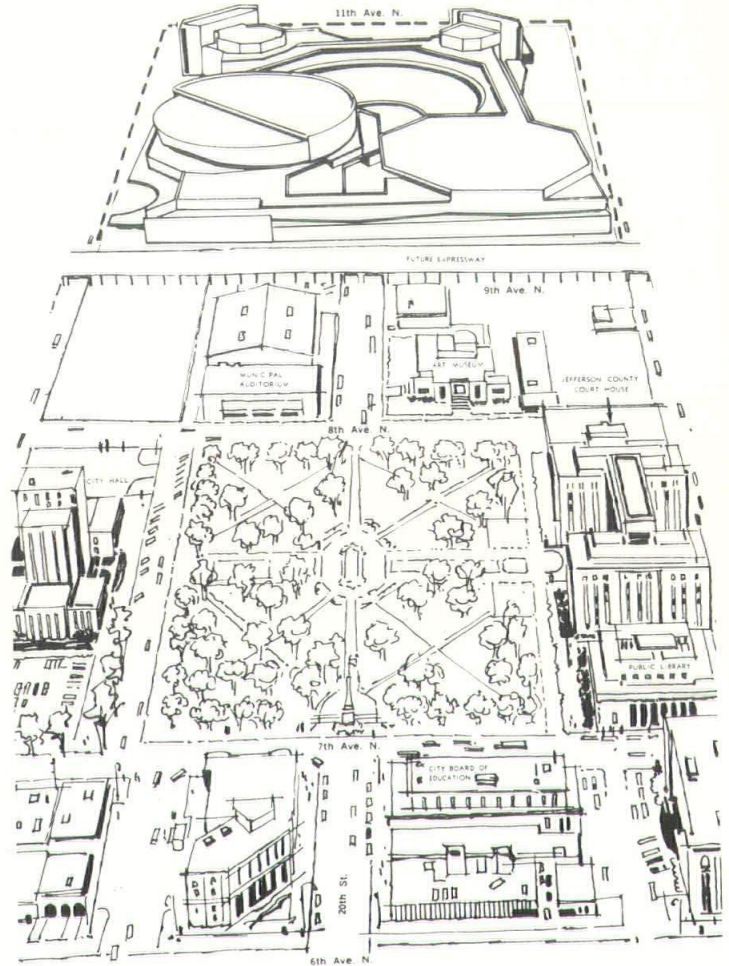 11th Ave. N.
FUTURE EXPRESSWAY
9th Ave. N.
MUNICIPAL
AUDITORIUM
ART MUSEUM
JEFFERSON COUNTY
COURT HOUSE
8th Ave. N.
CITY HALL
PUBLIC LIBRARY
7th Ave. N.
CITY BOARD OF
EDUCATION
20th St.
6th Ave. N.